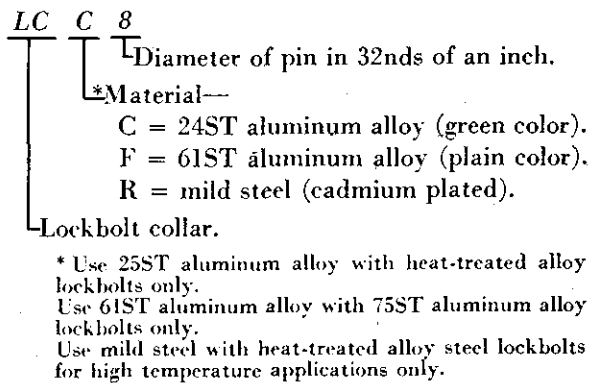 LC C 8
Diameter of pin in 32nds of an inch.
*Material—
C = 24ST aluminum alloy (green color).
F = 61ST aluminum alloy (plain color).
R = mild steel (cadmium plated).
Lockbolt collar.
* Use 25ST aluminum alloy with heat-treated alloy
lockbolts only.
Use 61ST aluminum alloy with 75ST aluminum alloy
lockbolts only.
Use mild steel with heat-treated alloy steel lockbolts
for high temperature applications only.